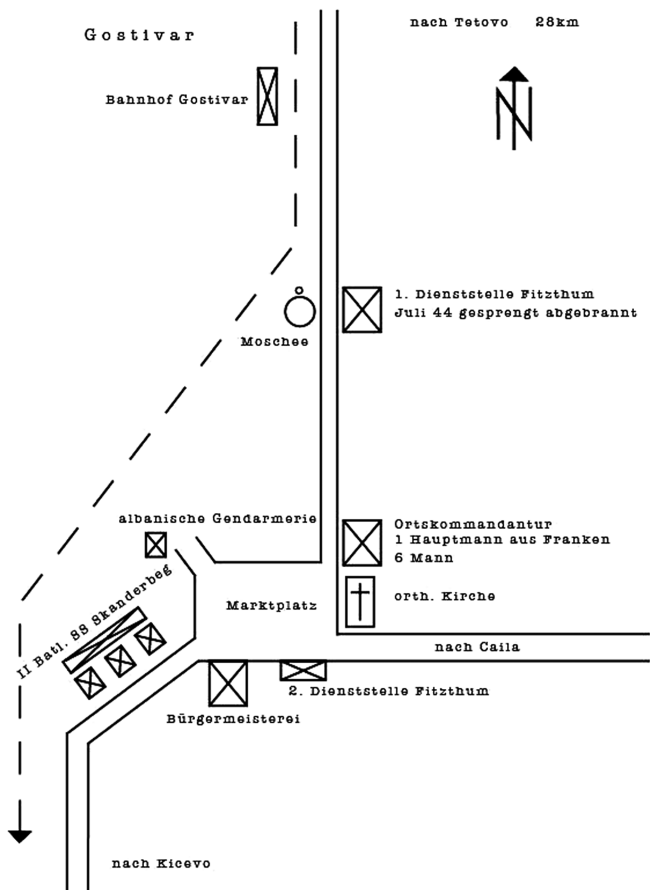 Gostivar
nach Tetovo 28km
Bahnhof Gostivar
N
1. Dienststelle Fitzthum
Juli 44 gesprengt abgebrannt
Moschee
albanische Gendarmerie
Ortskommandantur
1 Hauptmann aus Franken
6 Mann
II Batl. SS Skanderbeg
Marktplatz
orth. Kirche
nach Caila
2. Dienststelle Fitzthum
Bürgermeisterei
nach Kicevo